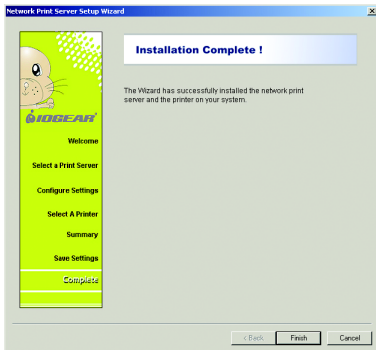 Network Print Server Setup Wizard
Installation Complete !
The Wizard has successfully installed the network print
server and the printer on your system.
IOGEAR
Welcome
Select a Print Server
Configure Settings
Select A Printer
Summary
Save Settings
Complete
< Back
Finish
Cancel